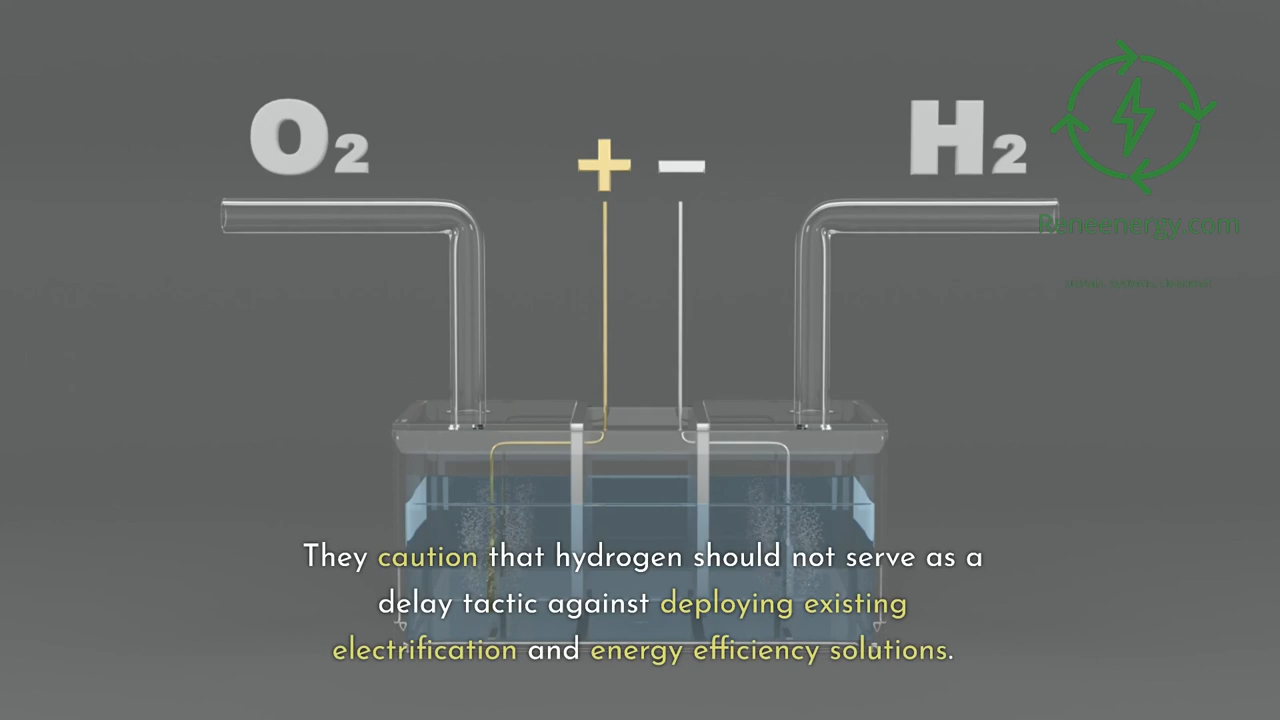 O2
+ −
H2
Reneenergy.com
They caution that hydrogen should not serve as a
delay tactic against deploying existing
electrification and energy efficiency solutions.